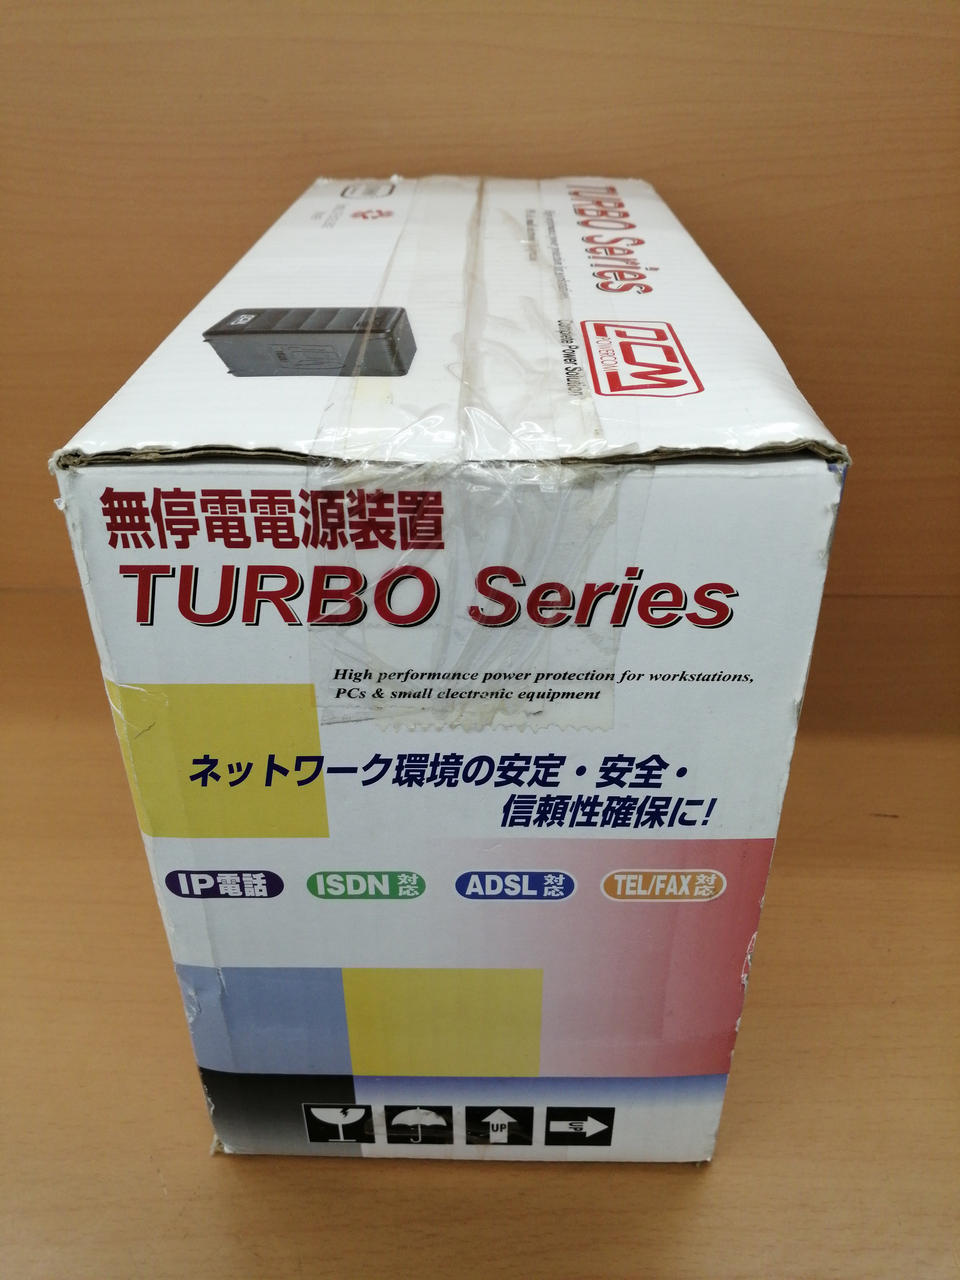 TURBO Series
PCM
POWERCOM
Complete Power Solution
無停電電源装置
TURBO Series
High performance power protection for workstations,
PCs & small electronic equipment
ネットワーク環境の安定・安全・
信頼性確保に!
IP電話
ISDN対応
ADSL対応
TEL/FAX対応
UP
UP